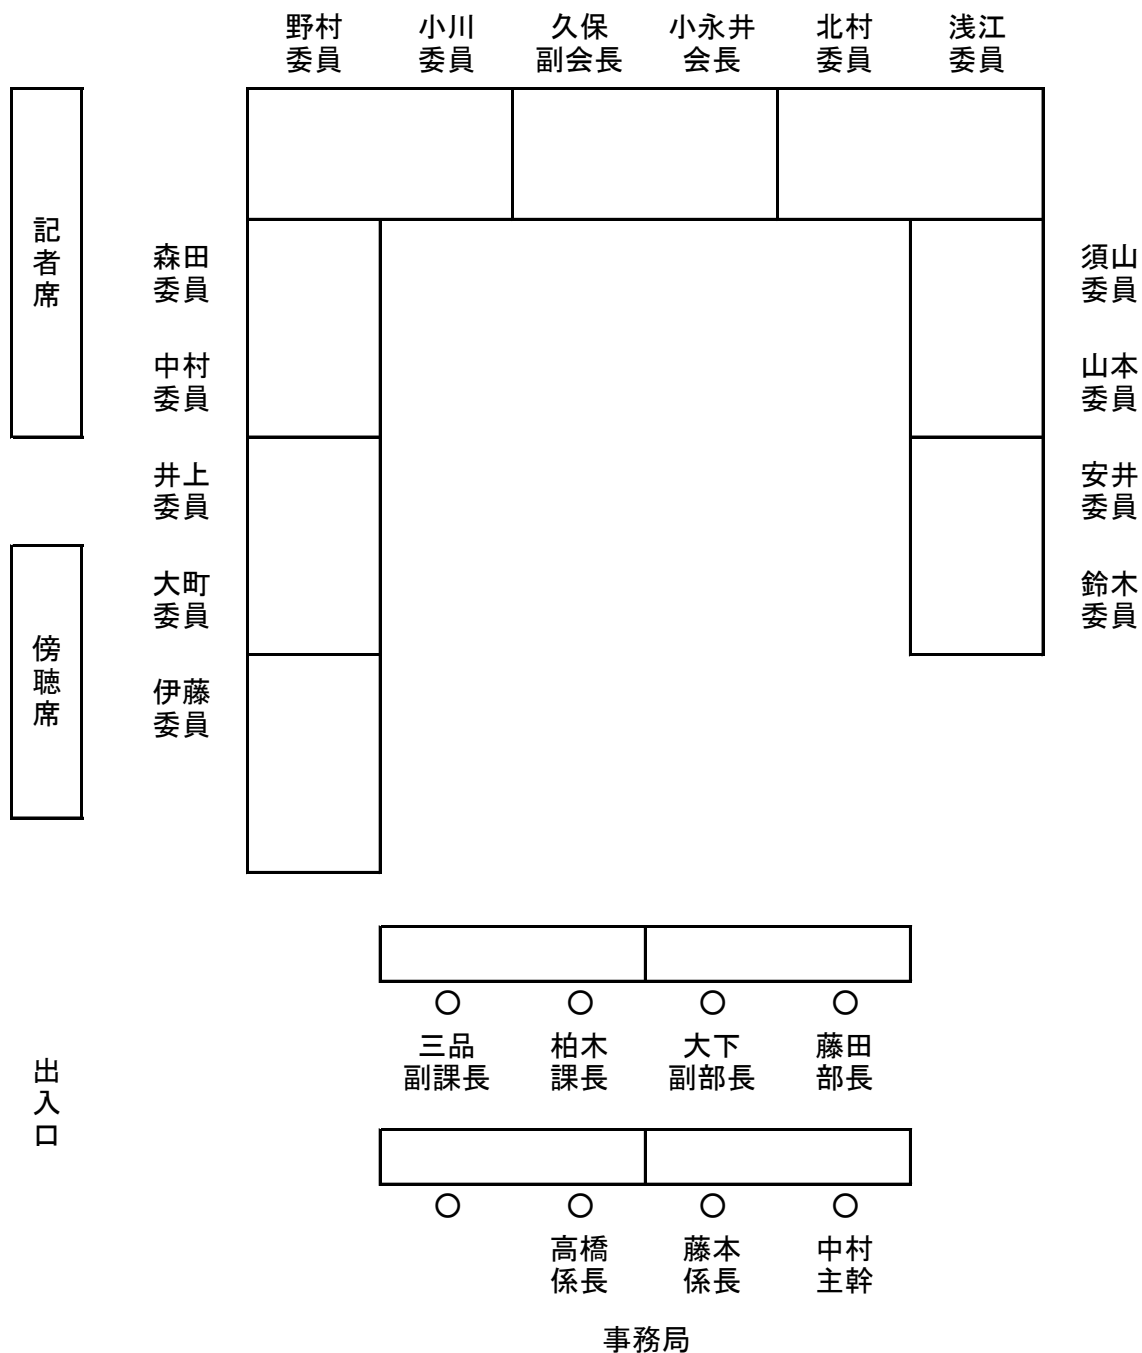 野村 小川 久保 小永井 北村 浅江
委員 委員 副会長 会長 委員 委員
記者席
森田
委員
中村
委員
井上
委員
大町
委員
伊藤
委員
須山
委員
山本
委員
安井
委員
鈴木
委員
傍聴席
三品 柏木 大下 藤田
副課長 課長 副部長 部長
出入口
高橋 藤本 中村
係長 係長 主幹
事務局